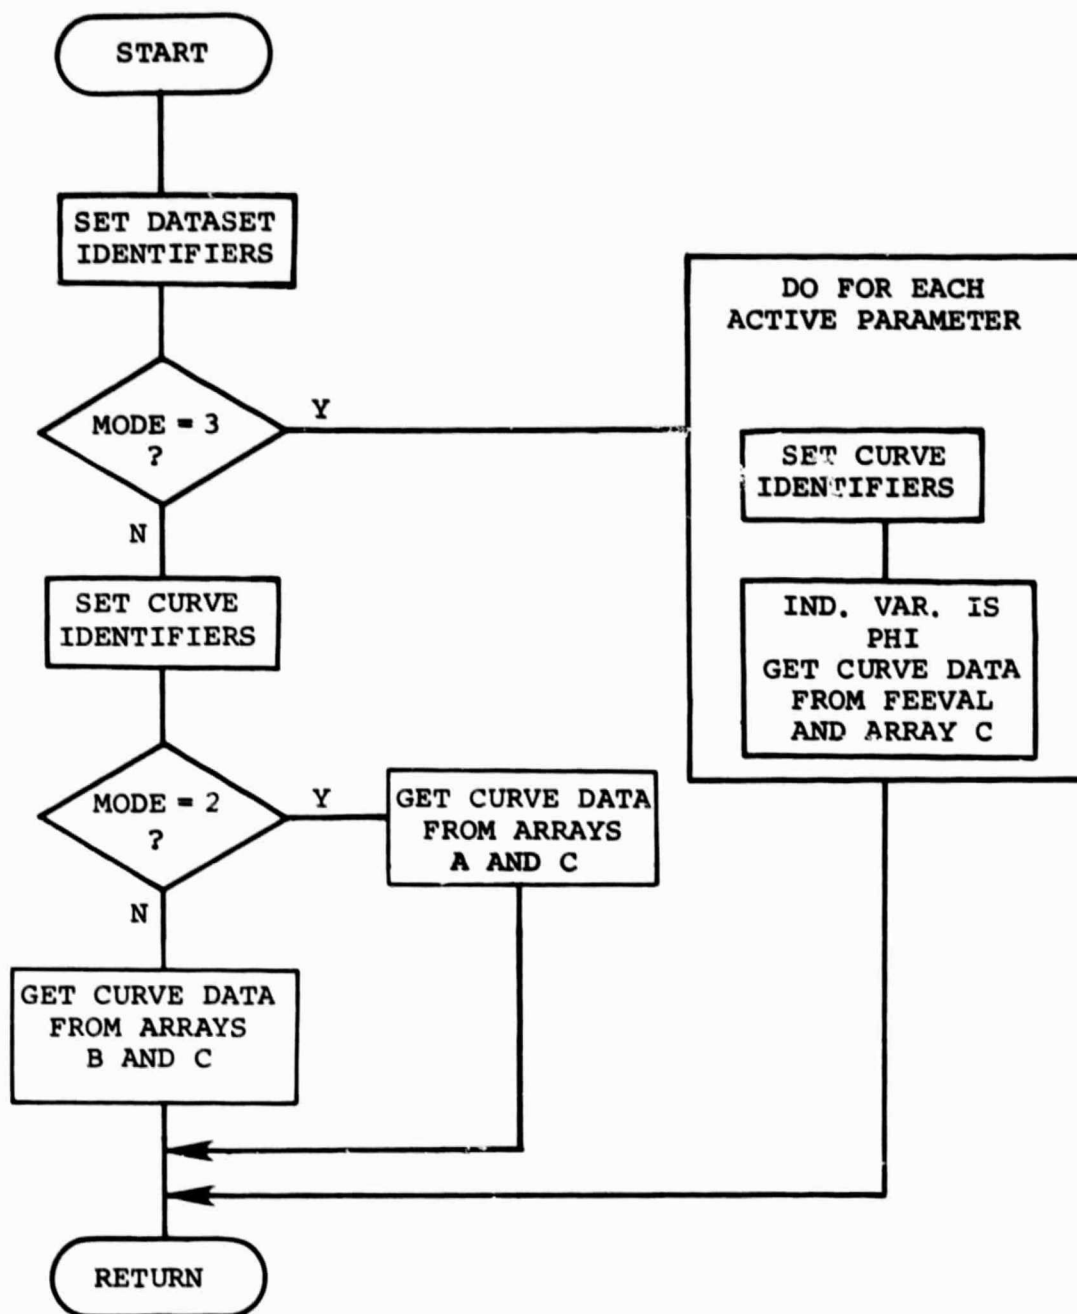 START
SET DATASET
IDENTIFIERS
MODE = 3
?
Y
N
DO FOR EACH
ACTIVE PARAMETER
SET CURVE
IDENTIFIERS
IND. VAR. IS
PHI
GET CURVE DATA
FROM FEEVAL
AND ARRAY C
SET CURVE
IDENTIFIERS
MODE = 2
?
Y
N
GET CURVE DATA
FROM ARRAYS
A AND C
GET CURVE DATA
FROM ARRAYS
B AND C
RETURN